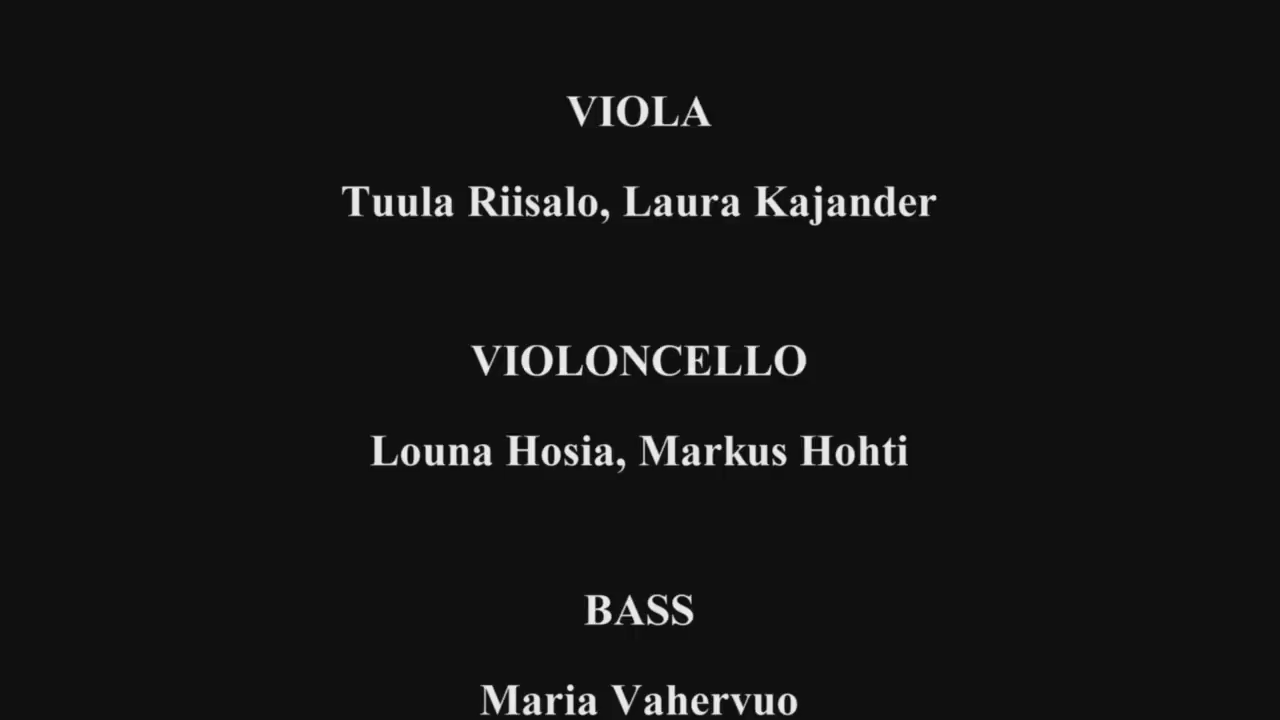 VIOLA
Tuula Riisalo, Laura Kajander
VIOLONCELLO
Louna Hosia, Markus Hohti
BASS
Maria Vahervuo